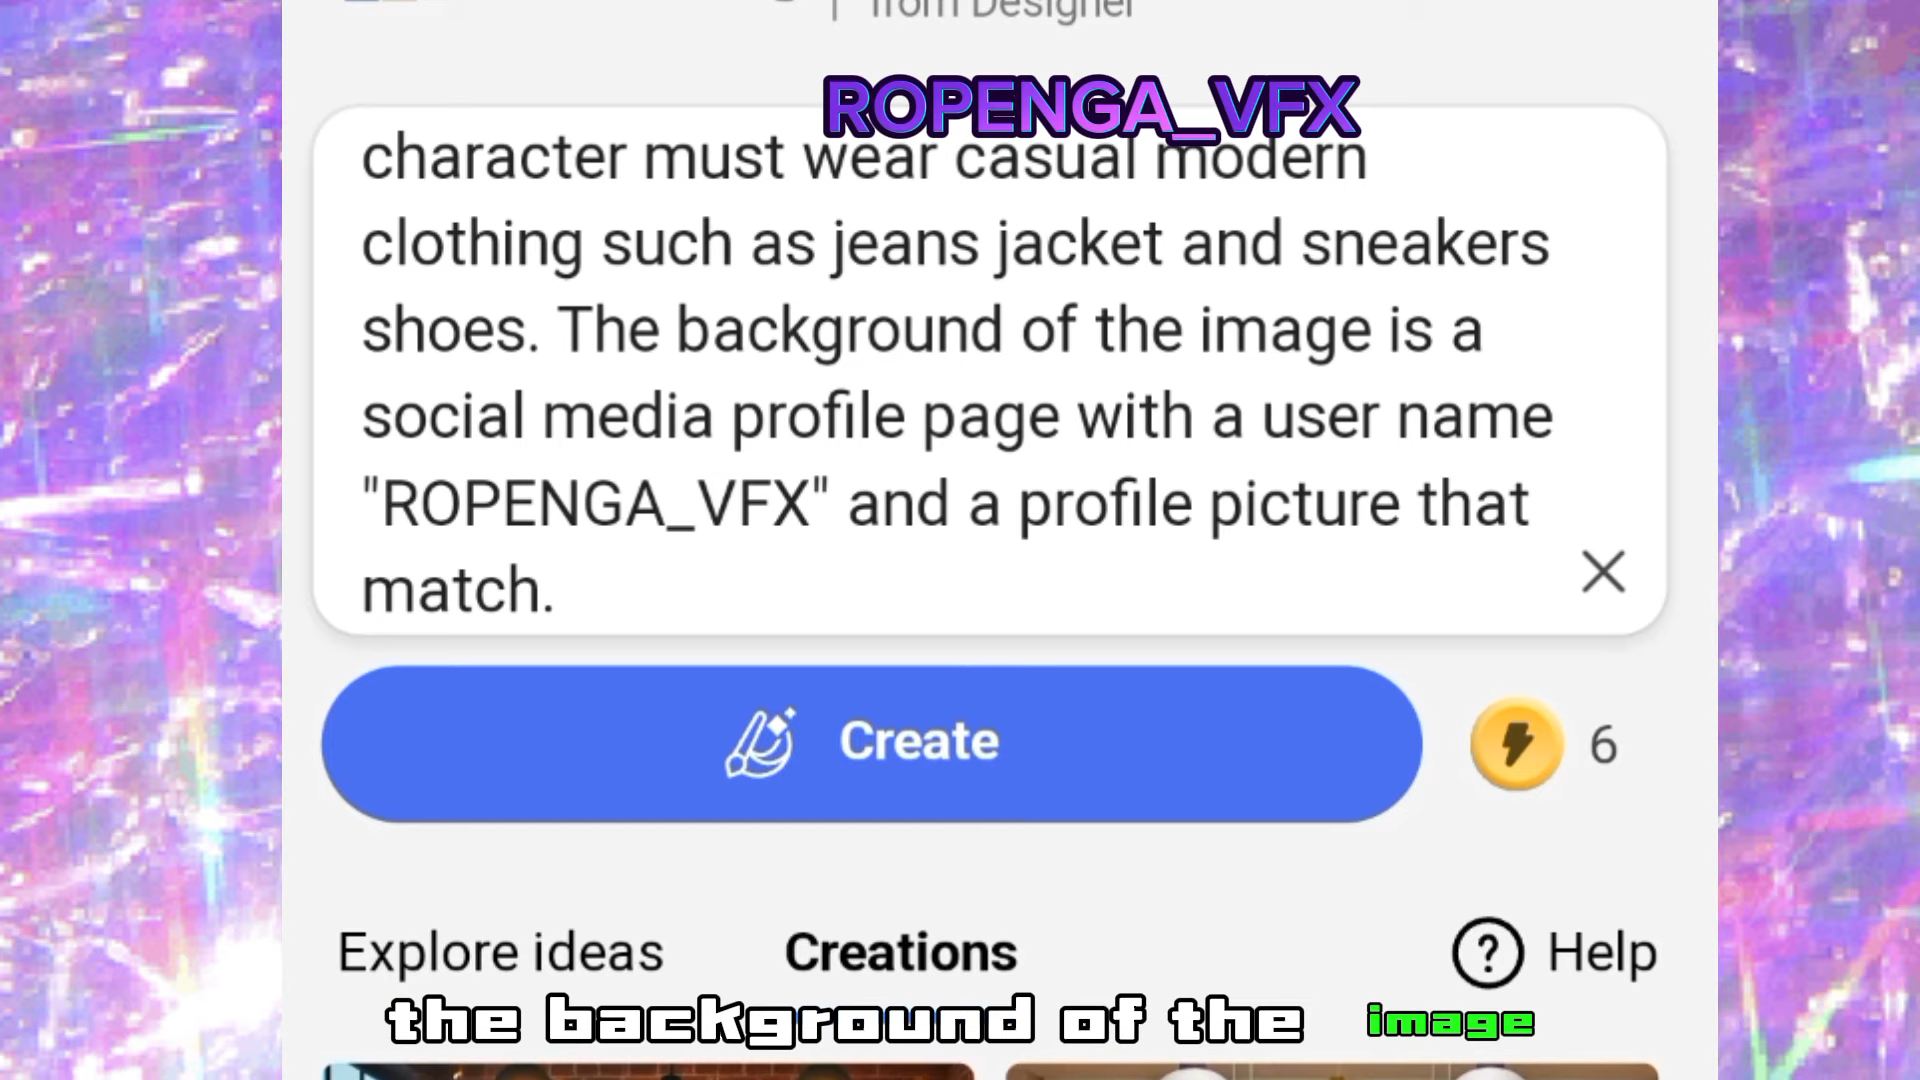 from Designer
ROPENGA_VFX
character must wear casual modern
clothing such as jeans jacket and sneakers
shoes. The background of the image is a
social media profile page with a user name
"ROPENGA_VFX" and a profile picture that
match.
Create
6
Explore ideas
Creations
Help
the background of the image